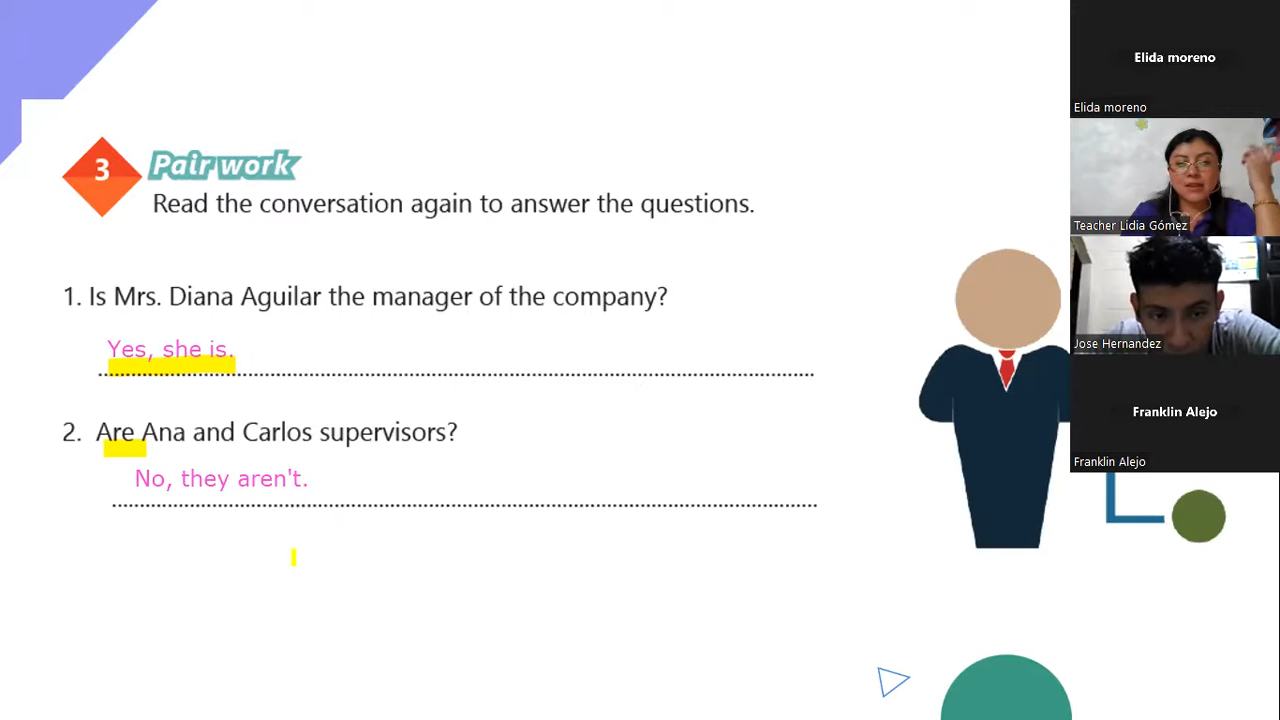 3
Pair work
Read the conversation again to answer the questions.
1. Is Mrs. Diana Aguilar the manager of the company?
Yes, she is.
2. Are Ana and Carlos supervisors?
No, they aren't.
Elida moreno
Elida moreno
Teacher Lidia Gómez
Jose Hernandez
Franklin Alejo
Franklin Alejo